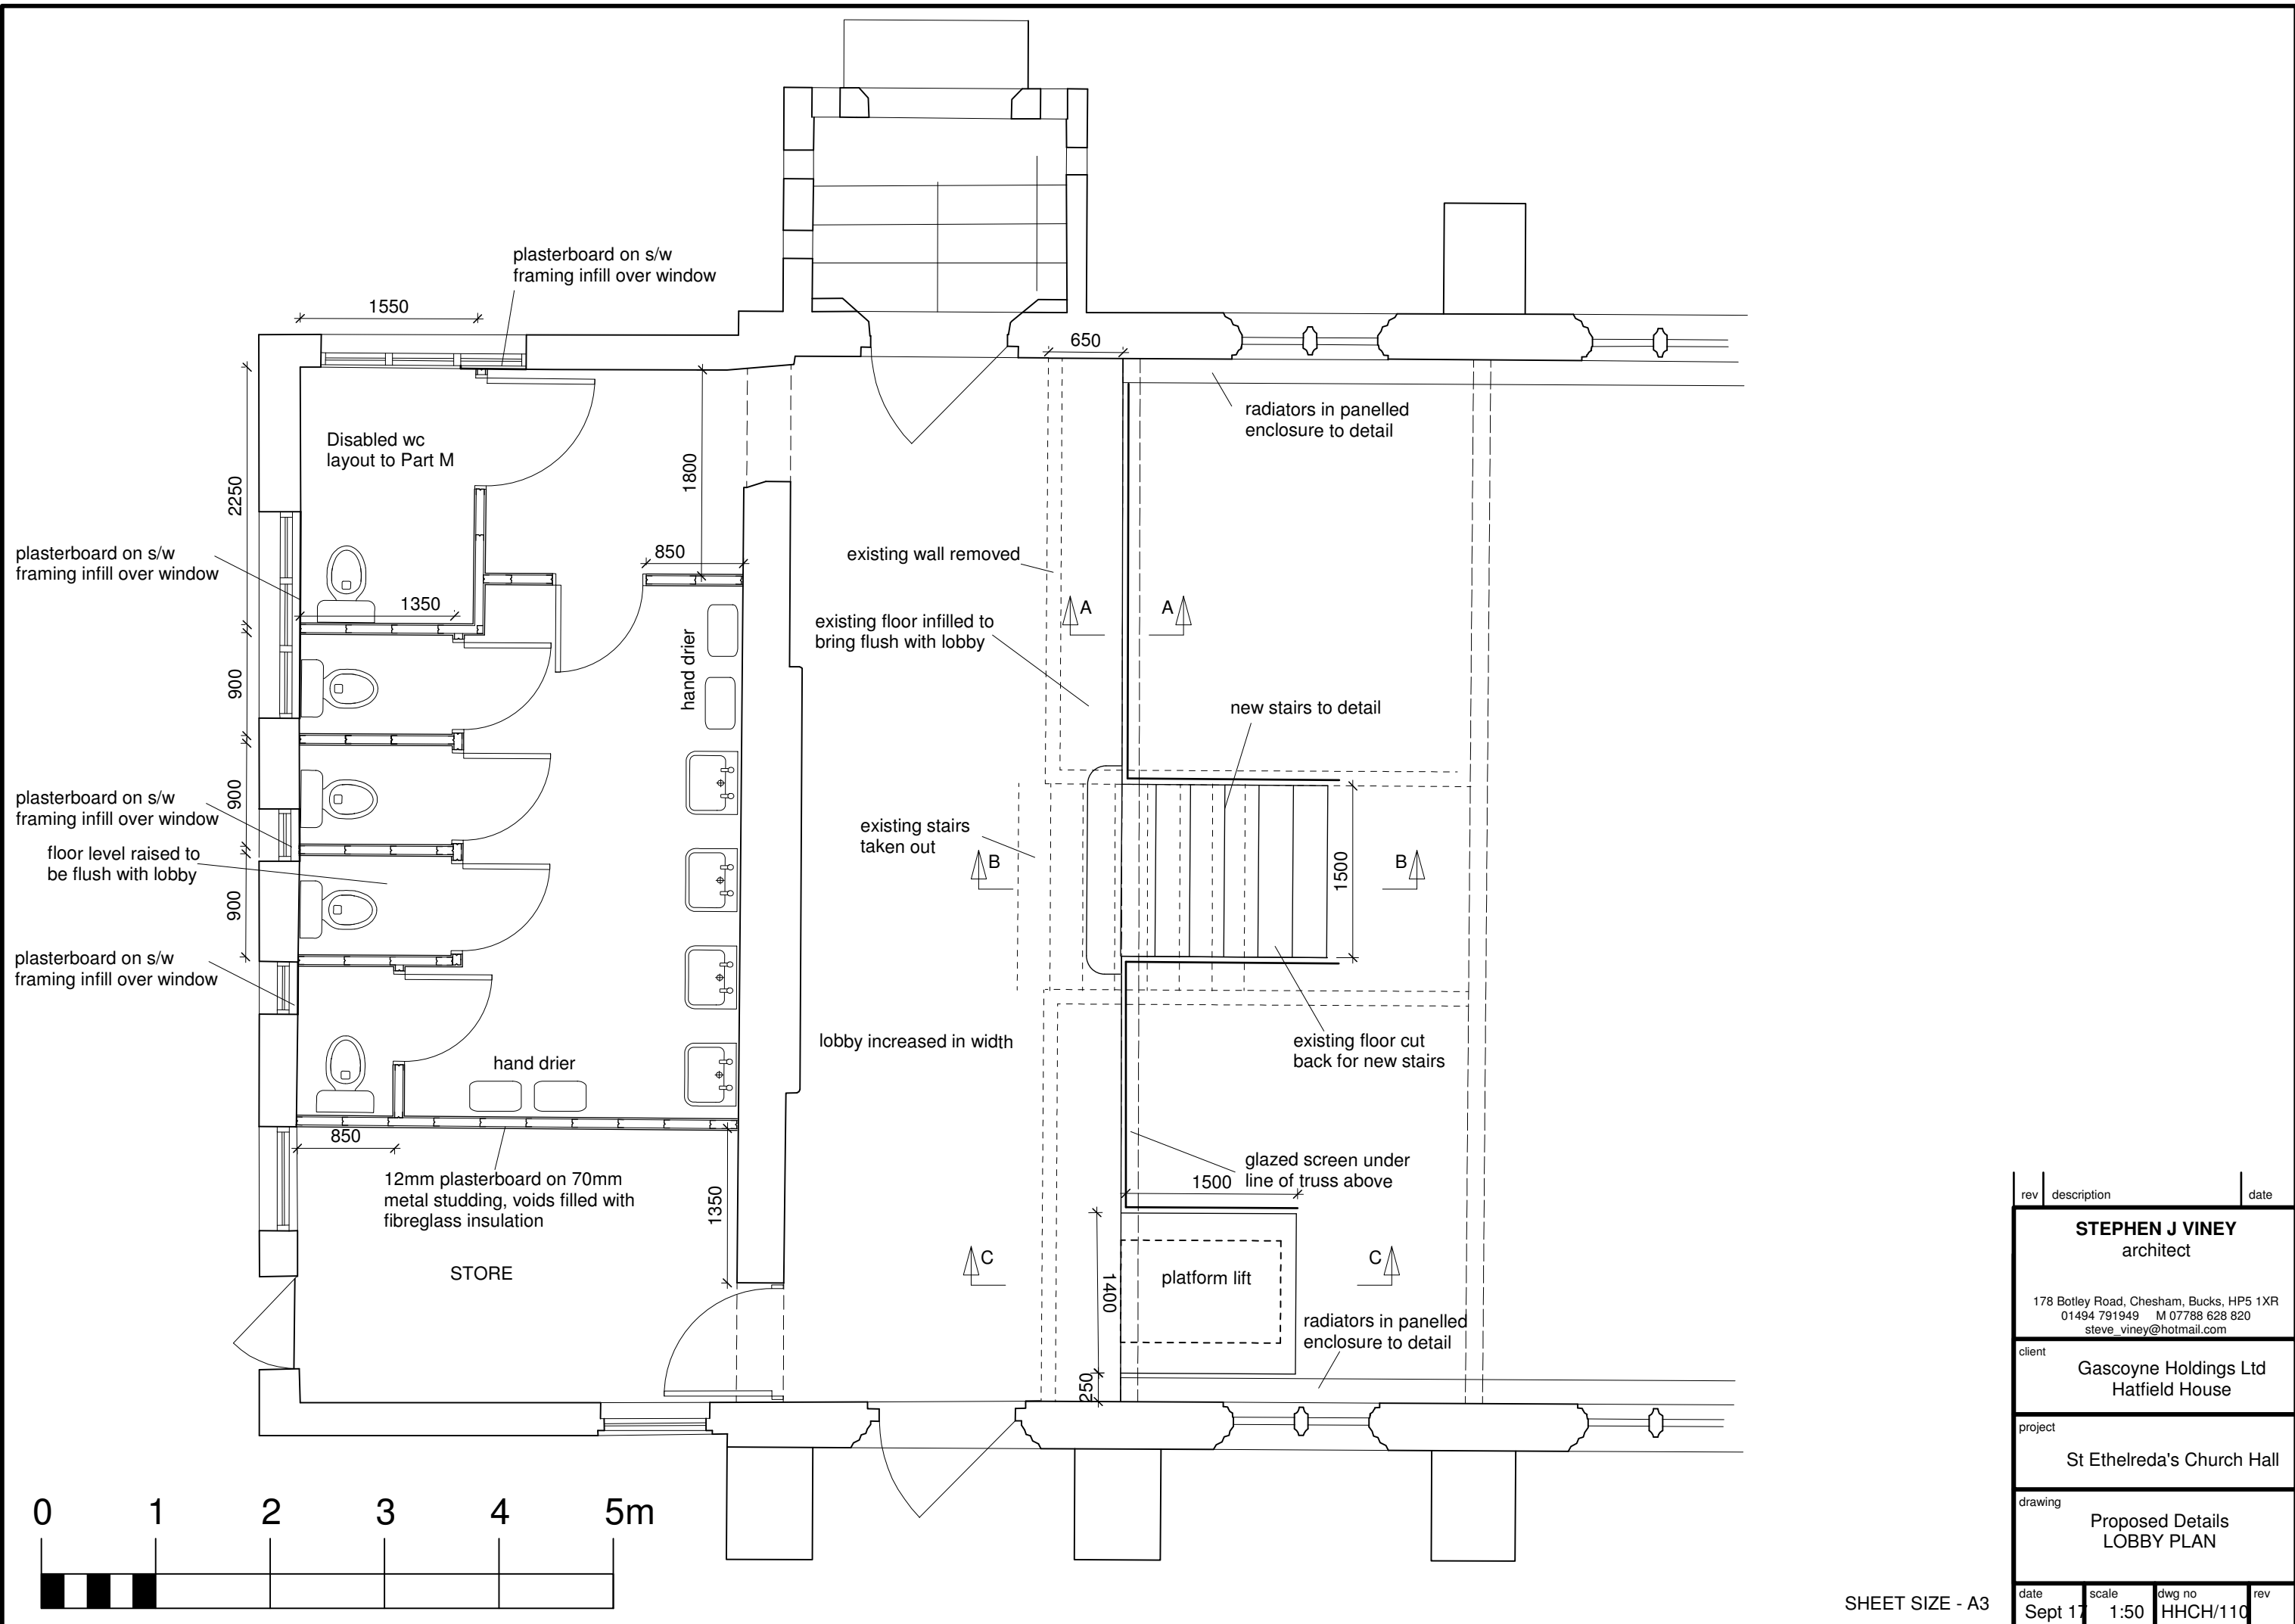 plasterboard on s/w
framing infill over window
1550
650
radiators in panelled
enclosure to detail
Disabled wc
layout to Part M
2250
1800
plasterboard on s/w
framing infill over window
850
existing wall removed
1350
A
A
existing floor infilled to
bring flush with lobby
hand drier
900
new stairs to detail
plasterboard on s/w
framing infill over window
900
existing stairs
taken out
floor level raised to
be flush with lobby
B
B
1500
900
plasterboard on s/w
framing infill over window
lobby increased in width
existing floor cut
back for new stairs
hand drier
850
glazed screen under
line of truss above
1500
12mm plasterboard on 70mm
metal studding, voids filled with
fibreglass insulation
1350
STORE
C
C
1400
platform lift
250
radiators in panelled
enclosure to detail
0 1 2 3 4 5m
SHEET SIZE - A3
rev description date
STEPHEN J VINEY
architect
178 Botley Road, Chesham, Bucks, HP5 1XR
01494 791949 M 07788 628 820
steve_viney@hotmail.com
client
Gascoyne Holdings Ltd
Hatfield House
project
St Ethelreda's Church Hall
drawing
Proposed Details
LOBBY PLAN
date scale dwg no rev
Sept 17 1:50 HHCH/110